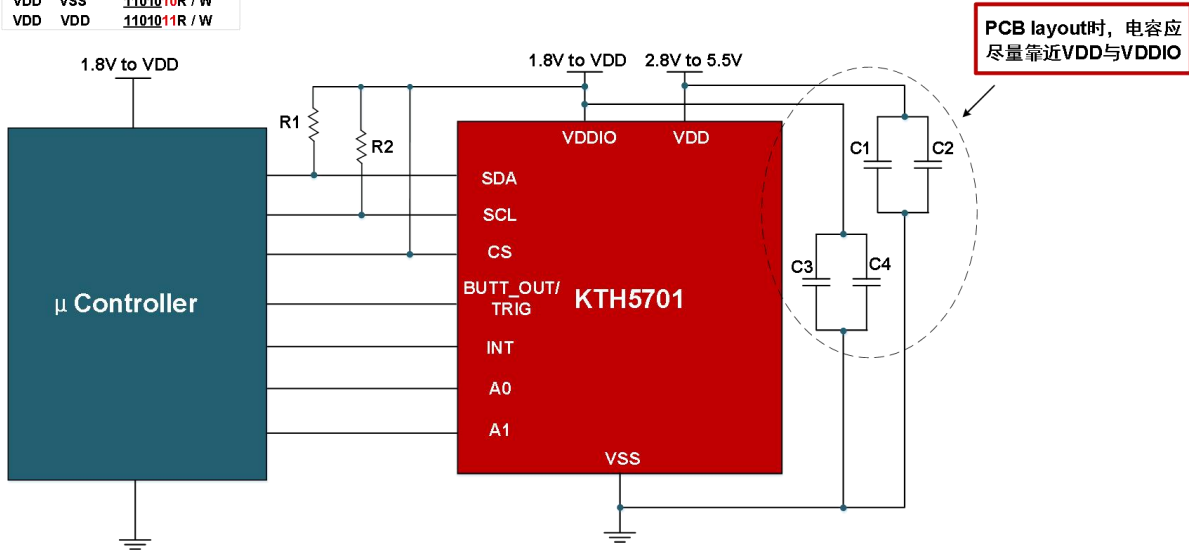 VDD VSS 1101010R / W
VDD VDD 1101011R / W
PCB layout时，电容应
尽量靠近VDD与VDDIO
1.8V to VDD
1.8V to VDD
2.8V to 5.5V
R1
R2
VDDIO
VDD
C1
C2
SDA
SCL
CS
C3
C4
BUTT_OUT/
TRIG
μ Controller
KTH5701
INT
A0
A1
VSS